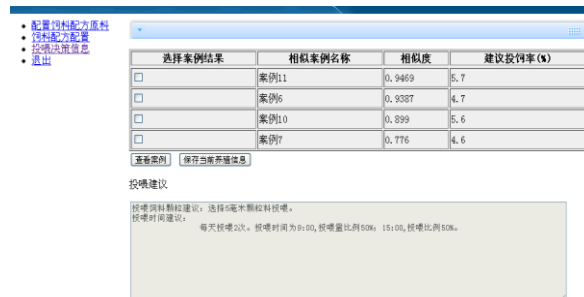 配置饲料配方原料
饲料配方配置
投喂决策信息
退出
选择案例结果 相似案例名称 相似度 建议投饲率(%)
案例11 0.9469 5.7
案例6 0.9387 4.7
案例10 0.899 5.6
案例7 0.776 4.6
查看案例 保存当前养殖信息
投喂建议
投喂饲料颗粒建议：选择5毫米颗粒料投喂。
投喂时间建议：
每天投喂2次。投喂时间为9:00,投喂量比例50%；15:00,投喂比例50%。